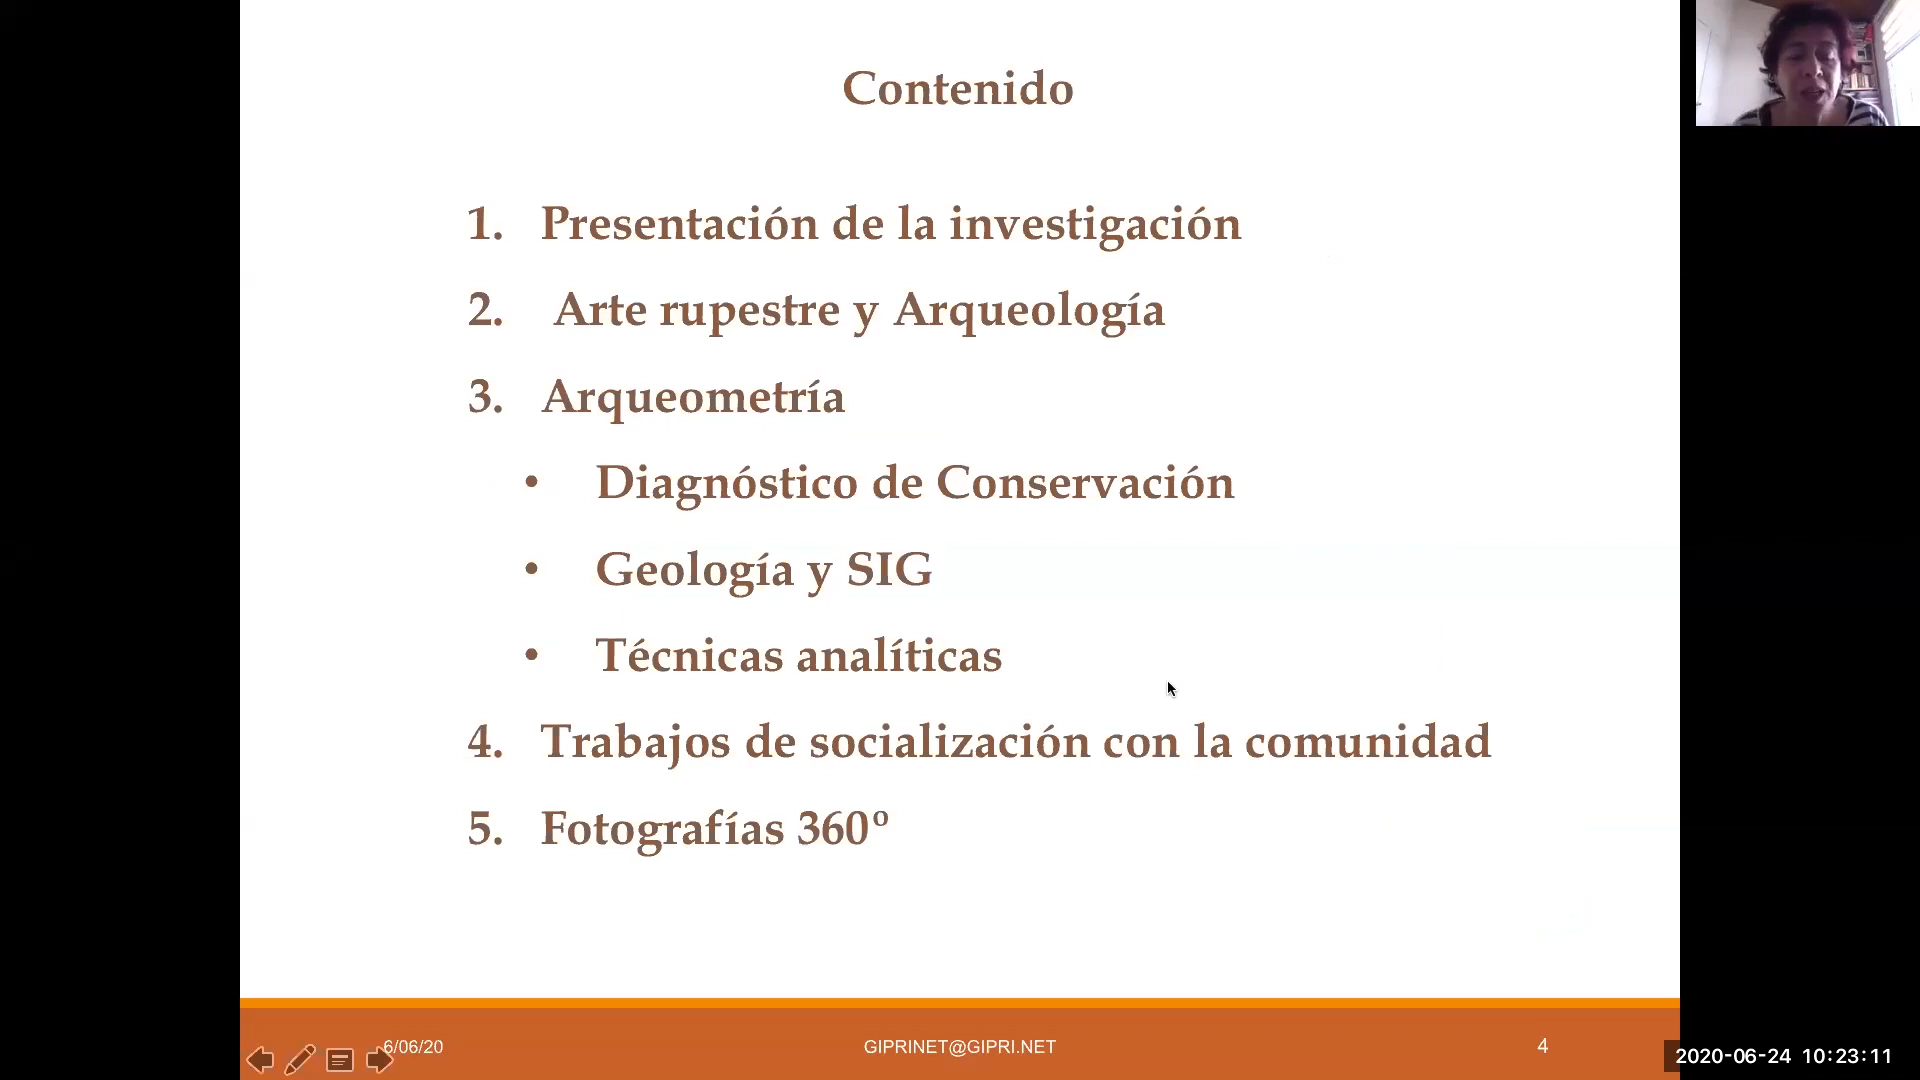 Contenido
1. Presentación de la investigación
2. Arte rupestre y Arqueología
3. Arqueometría
• Diagnóstico de Conservación
• Geología y SIG
• Técnicas analíticas
4. Trabajos de socialización con la comunidad
5. Fotografías 360º
6/06/20
GIPRINET@GIPRI.NET
4
2020-06-24 10:23:11